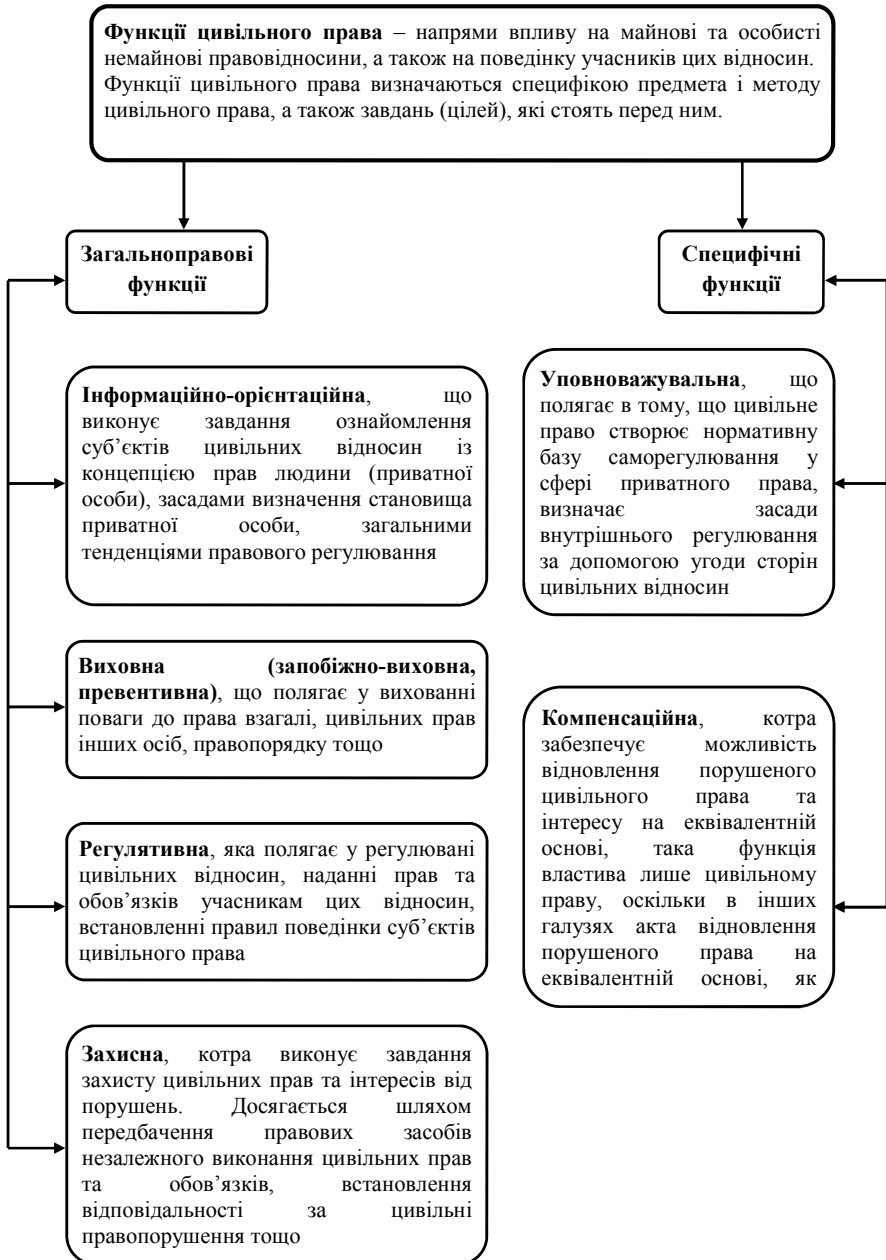 Функції цивільного права – напрями впливу на майнові та особисті
немайнові правовідносини, а також на поведінку учасників цих відносин.
Функції цивільного права визначаються специфікою предмета і методу
цивільного права, а також завдань (цілей), які стоять перед ним.
Загальноправові
функції
Інформаційно-орієнтаційна, що
виконує завдання ознайомлення
суб’єктів цивільних відносин із
концепцією прав людини (приватної
особи), засадами визначення становища
приватної особи, загальними
тенденціями правового регулювання
Виховна (запобіжно-виховна,
превентивна), що полягає у вихованні
поваги до права взагалі, цивільних прав
інших осіб, правопорядку тощо
Регулятивна, яка полягає у регулювані
цивільних відносин, наданні прав та
обов’язків учасникам цих відносин,
встановленні правил поведінки суб’єктів
цивільного права
Захисна, котра виконує завдання
захисту цивільних прав та інтересів від
порушень. Досягається шляхом
передбачення правових засобів
незалежного виконання цивільних прав
та обов’язків, встановлення
відповідальності за цивільні
правопорушення тощо
Специфічні
функції
Уповноважувальна, що
полягає в тому, що цивільне
право створює нормативну
базу саморегулювання у
сфері приватного права,
визначає засади
внутрішнього регулювання
за допомогою угоди сторін
цивільних відносин
Компенсаційна, котра
забезпечує можливість
відновлення порушеного
цивільного права та
інтересу на еквівалентній
основі, така функція
властива лише цивільному
праву, оскільки в інших
галузях акта відновлення
порушеного права на
еквівалентній основі, як